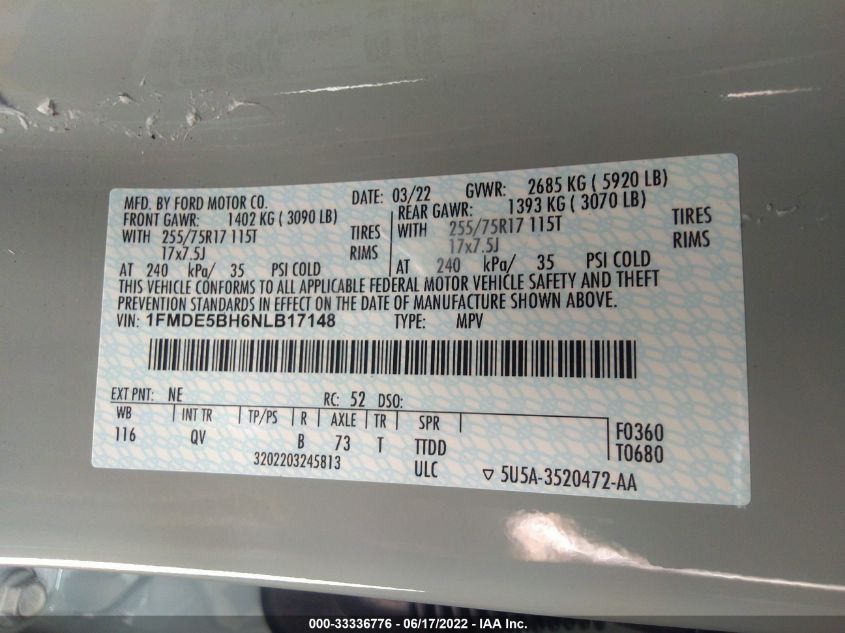 MFD. BY FORD MOTOR CO. DATE: 03/22 GVWR: 2685 KG ( 5920 LB)
FRONT GAWR: 1402 KG ( 3090 LB) REAR GAWR: 1393 KG ( 3070 LB)
WITH 255/75R17 115T TIRES WITH 255/75R17 115T TIRES
17x7.5J RIMS 17x7.5J RIMS
AT 240 kPa/ 35 PSI COLD AT 240 kPa/ 35 PSI COLD
THIS VEHICLE CONFORMS TO ALL APPLICABLE FEDERAL MOTOR VEHICLE SAFETY AND THEFT
PREVENTION STANDARDS IN EFFECT ON THE DATE OF MANUFACTURE SHOWN ABOVE.
VIN: 1FMDE5BH6NLB17148 TYPE: MPV
EXT PNT: NE RC: 52 DSO:
WB INT TR TP/PS R AXLE TR SPR F0360
116 QV B 73 T TTDD T0680
3202203245813 ULC ▽ 5U5A-3520472-AA
000-33336776 - 06/17/2022 - IAA Inc.